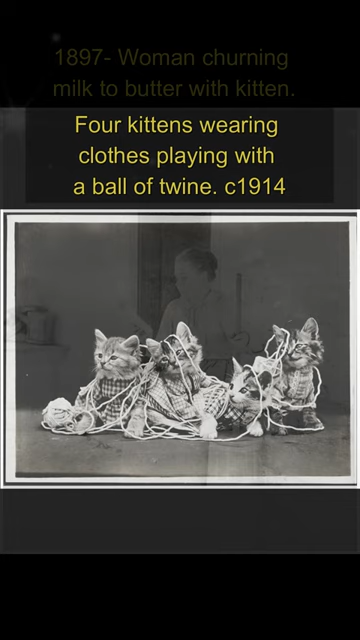 1897- Woman churning
milk to butter with kitten.
Four kittens wearing
clothes playing with
a ball of twine. c1914